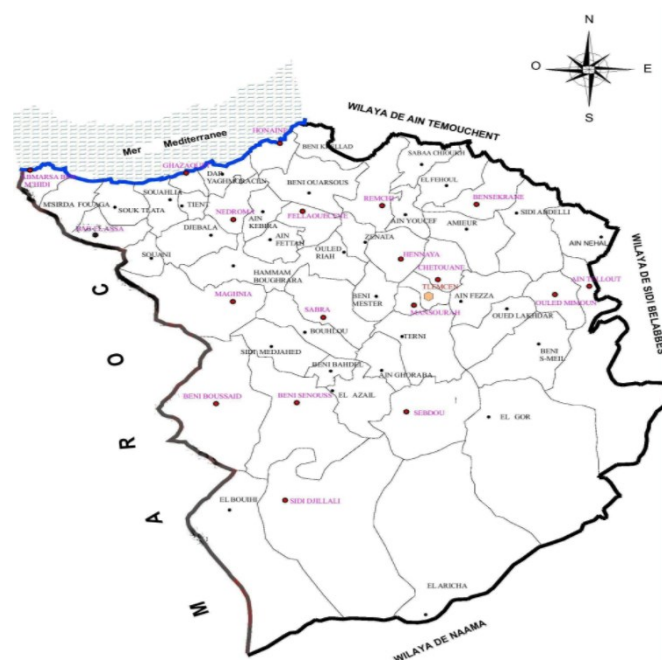 N
O
E
S
WILAYA DE AIN TEMOUCHENT
Mer Mediterranee
HONAINE
BENI KHELLAD
SABAA CHIOUKH
GHAZAOUET
DAR
YAGHMORACEN
EL FEHOUL
M'SIRDA FOUAGA
SOUAHLIA
SOUK TLATA
TIENT
BENI OUARSOUS
REMCHI
BENSEKRANE
SIDI ABDELLI
NEDROMA
AIN
KEBIRA
FELLAOUCENE
AIN YOUCEF
AMIEUR
DJEBALA
AIN
FETTAH
ZENATA
AIN NEHAL
SOUANI
OULED
RIAH
HENNAYA
WILAYA DE SIDI BELABBES
HAMMAM
BOUGHRARA
CHETOUANE
AIN TALLOUT
TLEMCEN
MAGHNIA
BENI
MESTER
MANSOURAH
AIN FEZZA
OULED MIMOUN
SABRA
OUED LAKHDAR
BOUHLOU
TERNI
SIDI MEDJAHED
BENI
S-MEIL
BENI BAHDEL
AIN GHORABA
EL AZAIL
BENI BOUSSAID
BENI SENOUSS
SEBDOU
EL GOR
EL BOUIHI
SIDI DJILLALI
EL ARICHA
WILAYA DE NAAMA
M A R O C